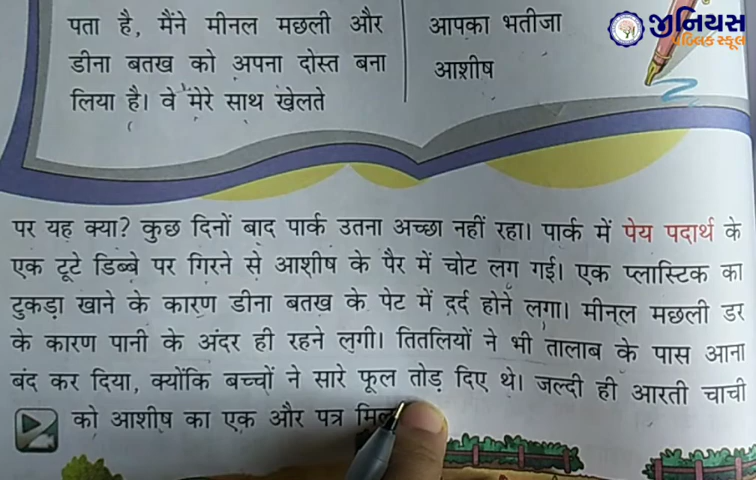 पता है, मैंने मीनल मछली और
डीना बतख को अपना दोस्त बना
लिया है। वे मेरे साथ खेलते
आपका भतीजा
आशीष
જીનિયસ
પબ્લિક સ્કૂલ
पर यह क्या? कुछ दिनों बाद पार्क उतना अच्छा नहीं रहा। पार्क में पेय पदार्थ के
एक टूटे डिब्बे पर गिरने से आशीष के पैर में चोट लग गई। एक प्लास्टिक का
टुकड़ा खाने के कारण डीना बतख के पेट में दर्द होने लगा। मीनल मछली डर
के कारण पानी के अंदर ही रहने लगी। तितलियों ने भी तालाब के पास आना
बंद कर दिया, क्योंकि बच्चों ने सारे फूल तोड़ दिए थे। जल्दी ही आरती चाची
को आशीष का एक और पत्र